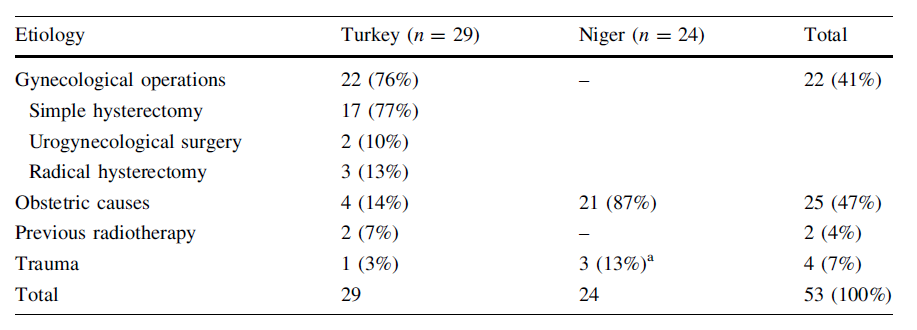 Etiology Turkey (n = 29) Niger (n = 24) Total
Gynecological operations 22 (76%) – 22 (41%)
Simple hysterectomy 17 (77%)
Urogynecological surgery 2 (10%)
Radical hysterectomy 3 (13%)
Obstetric causes 4 (14%) 21 (87%) 25 (47%)
Previous radiotherapy 2 (7%) – 2 (4%)
Trauma 1 (3%) 3 (13%)ᵃ 4 (7%)
Total 29 24 53 (100%)